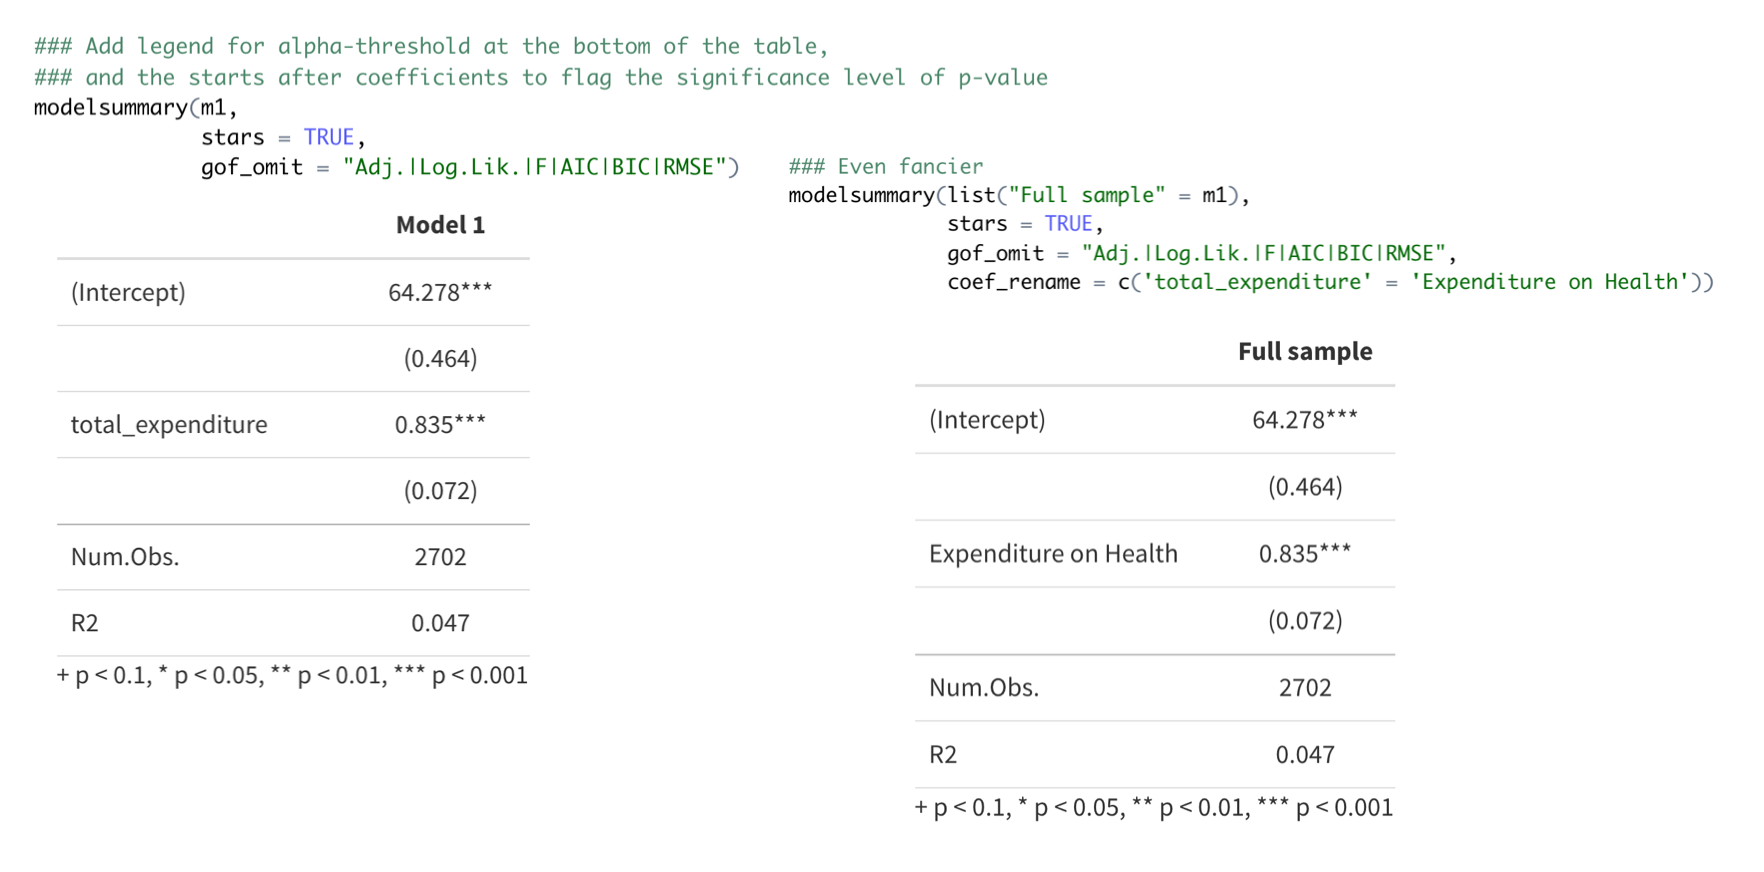 ### Add legend for alpha-threshold at the bottom of the table,
### and the starts after coefficients to flag the significance level of p-value
modelsummary(m1,
stars = TRUE,
gof_omit = "Adj.|Log.Lik.|F|AIC|BIC|RMSE")
Model 1
(Intercept) 64.278***
(0.464)
total_expenditure 0.835***
(0.072)
Num.Obs. 2702
R2 0.047
+ p < 0.1, * p < 0.05, ** p < 0.01, *** p < 0.001
### Even fancier
modelsummary(list("Full sample" = m1),
stars = TRUE,
gof_omit = "Adj.|Log.Lik.|F|AIC|BIC|RMSE",
coef_rename = c('total_expenditure' = 'Expenditure on Health'))
Full sample
(Intercept) 64.278***
(0.464)
Expenditure on Health 0.835***
(0.072)
Num.Obs. 2702
R2 0.047
+ p < 0.1, * p < 0.05, ** p < 0.01, *** p < 0.001